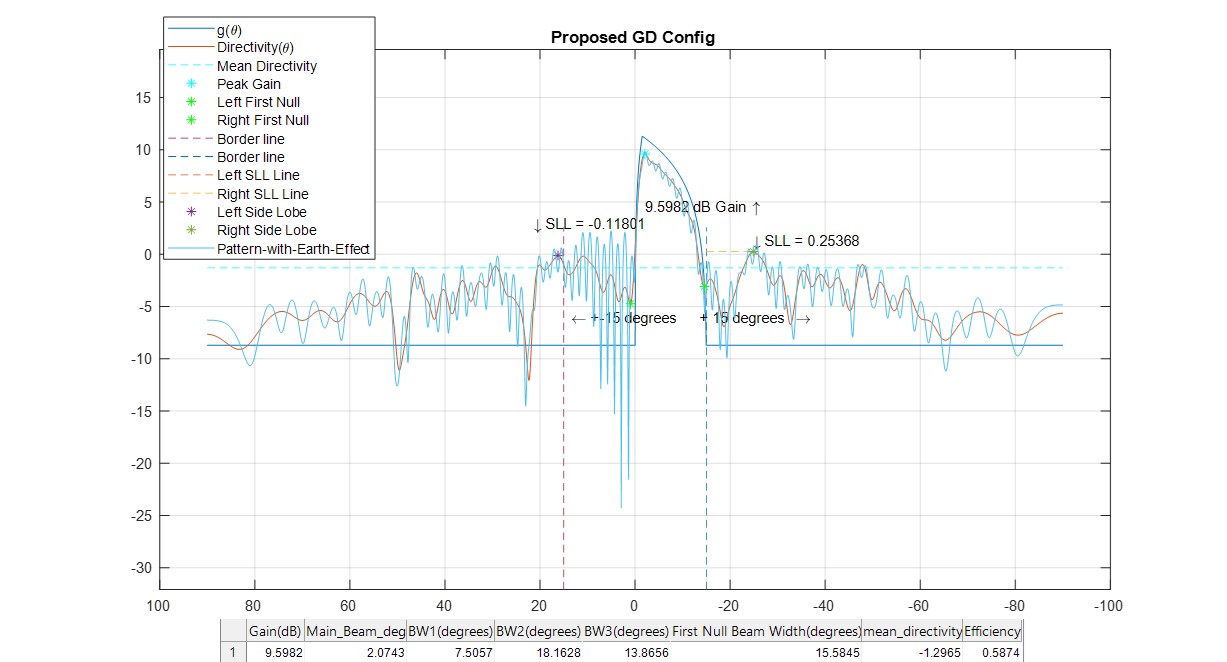 Proposed GD Config
g(θ)
Directivity(θ)
Mean Directivity
Peak Gain
Left First Null
Right First Null
Border line
Border line
Left SLL Line
Right SLL Line
Left Side Lobe
Right Side Lobe
Pattern-with-Earth-Effect
15
10
5
0
-5
-10
-15
-20
-25
-30
9.5982 dB Gain ↑
↓ SLL = -0.11801
↓ SLL = 0.25368
← +-15 degrees
+ 15 degrees →
100 80 60 40 20 0 -20 -40 -60 -80 -100
Gain(dB) Main_Beam_deg BW1(degrees) BW2(degrees) BW3(degrees) First Null Beam Width(degrees) mean_directivity Efficiency
1 9.5982 2.0743 7.5057 18.1628 13.8656 15.5845 -1.2965 0.5874